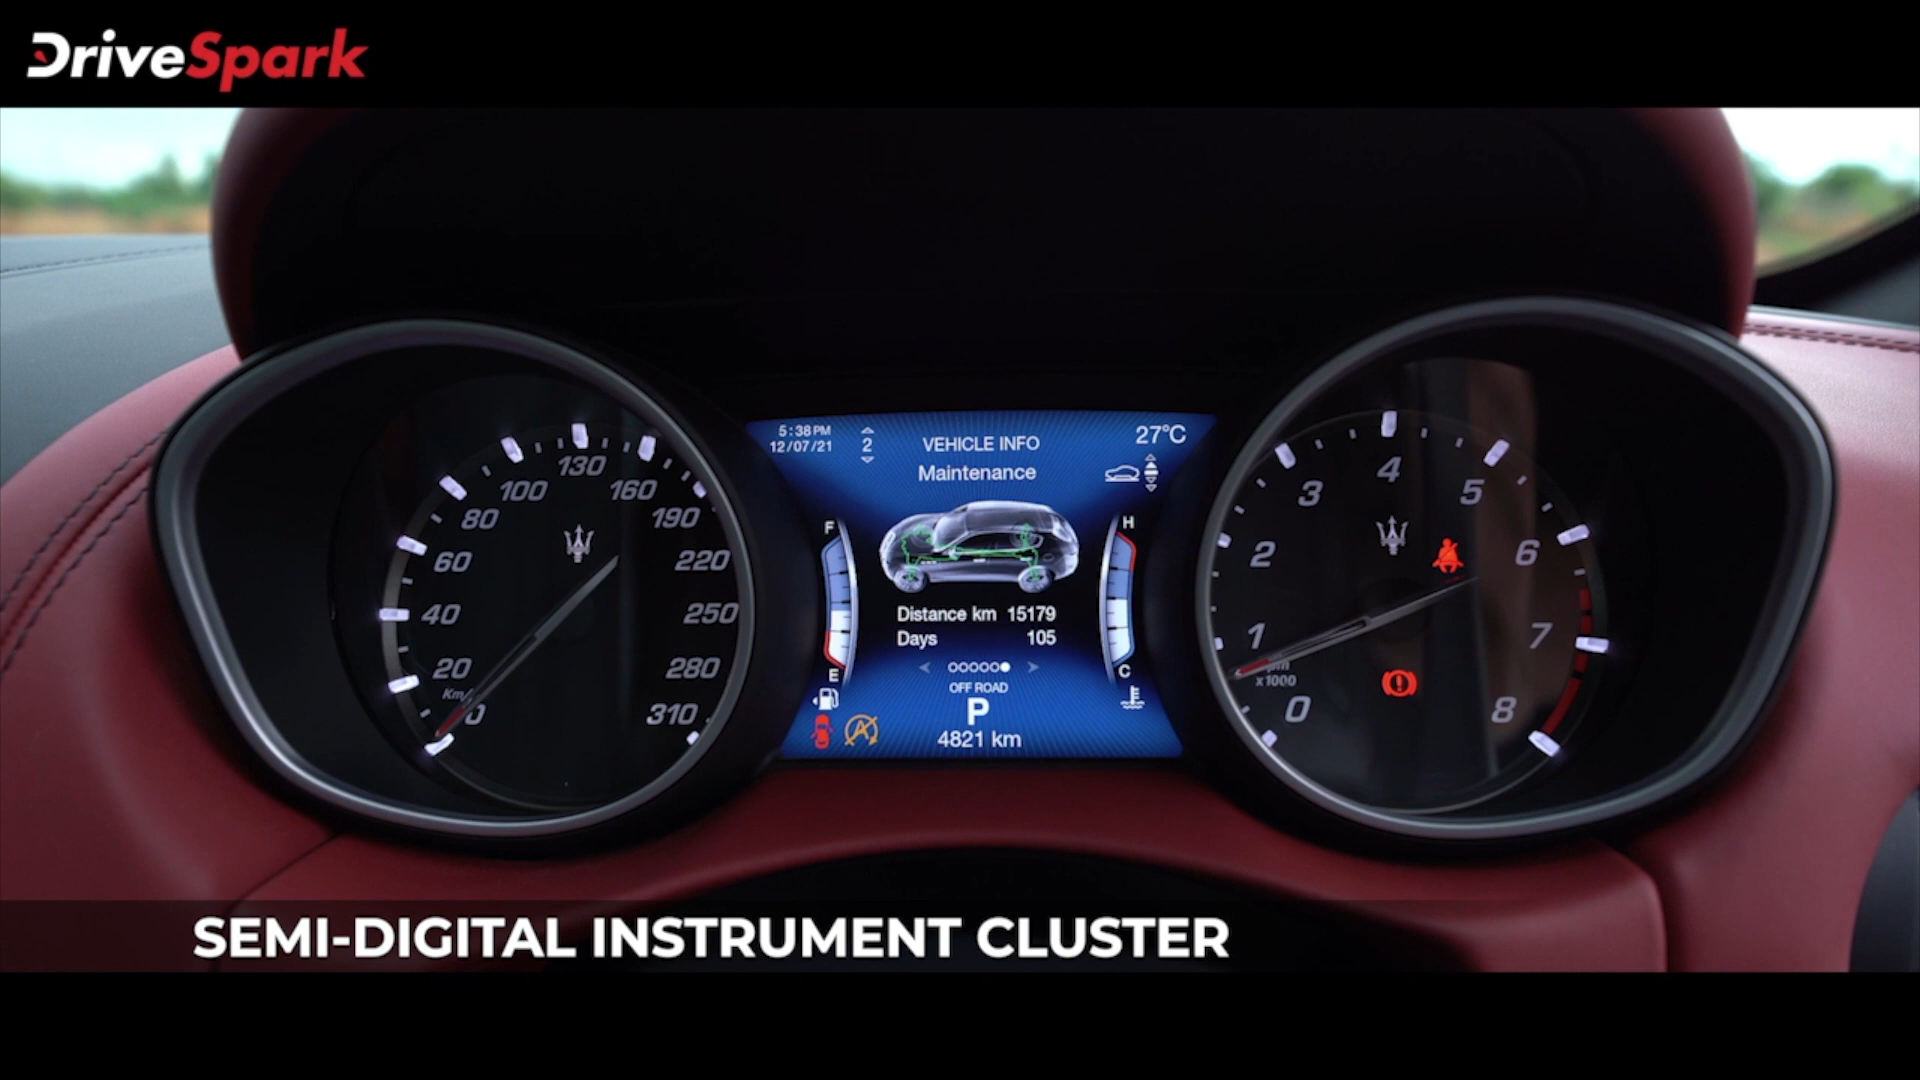 DriveSpark
5:38 PM
12/07/21
2
VEHICLE INFO
Maintenance
27°C
0
20
40
60
80
100
130
160
190
220
250
280
310
F
E
H
C
Distance km 15179
Days 105
OFF ROAD
P
4821 km
0
1
2
3
4
5
6
7
8
x1000
SEMI-DIGITAL INSTRUMENT CLUSTER